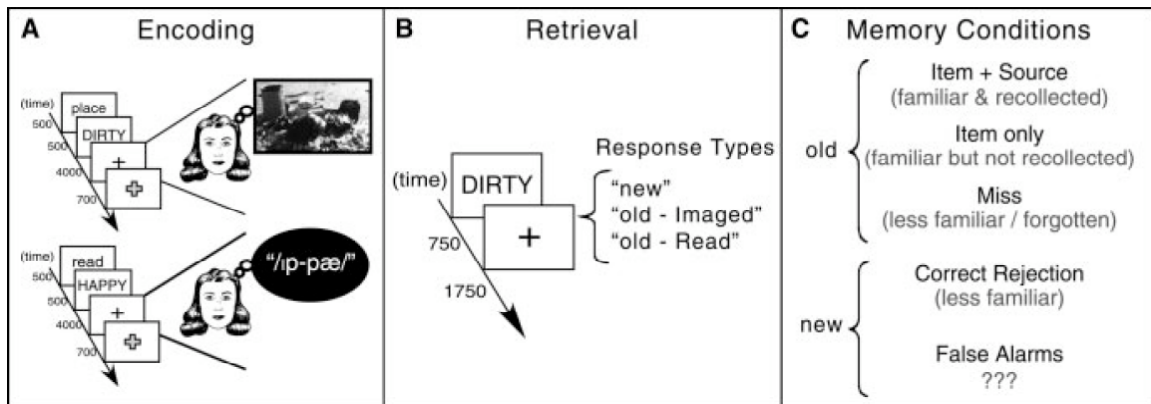 A Encoding
(time)
place
500
DIRTY
500
+
4000
700
(time)
read
500
HAPPY
500
+
4000
700
“/ıp-pæ/”
B Retrieval
(time)
DIRTY
+
750
1750
Response Types
“new”
“old - Imaged”
“old - Read”
C Memory Conditions
old
Item + Source
(familiar & recollected)
Item only
(familiar but not recollected)
Miss
(less familiar / forgotten)
new
Correct Rejection
(less familiar)
False Alarms
???